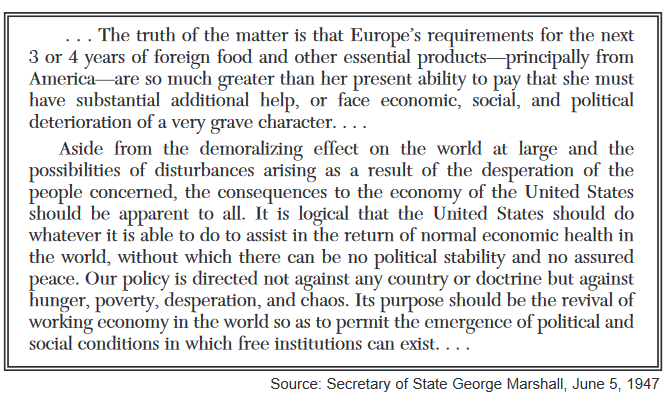 . . . The truth of the matter is that Europe's requirements for the next
3 or 4 years of foreign food and other essential products—principally from
America—are so much greater than her present ability to pay that she must
have substantial additional help, or face economic, social, and political
deterioration of a very grave character. . . .
Aside from the demoralizing effect on the world at large and the
possibilities of disturbances arising as a result of the desperation of the
people concerned, the consequences to the economy of the United States
should be apparent to all. It is logical that the United States should do
whatever it is able to do to assist in the return of normal economic health in
the world, without which there can be no political stability and no assured
peace. Our policy is directed not against any country or doctrine but against
hunger, poverty, desperation, and chaos. Its purpose should be the revival of
working economy in the world so as to permit the emergence of political and
social conditions in which free institutions can exist. . . .
Source: Secretary of State George Marshall, June 5, 1947